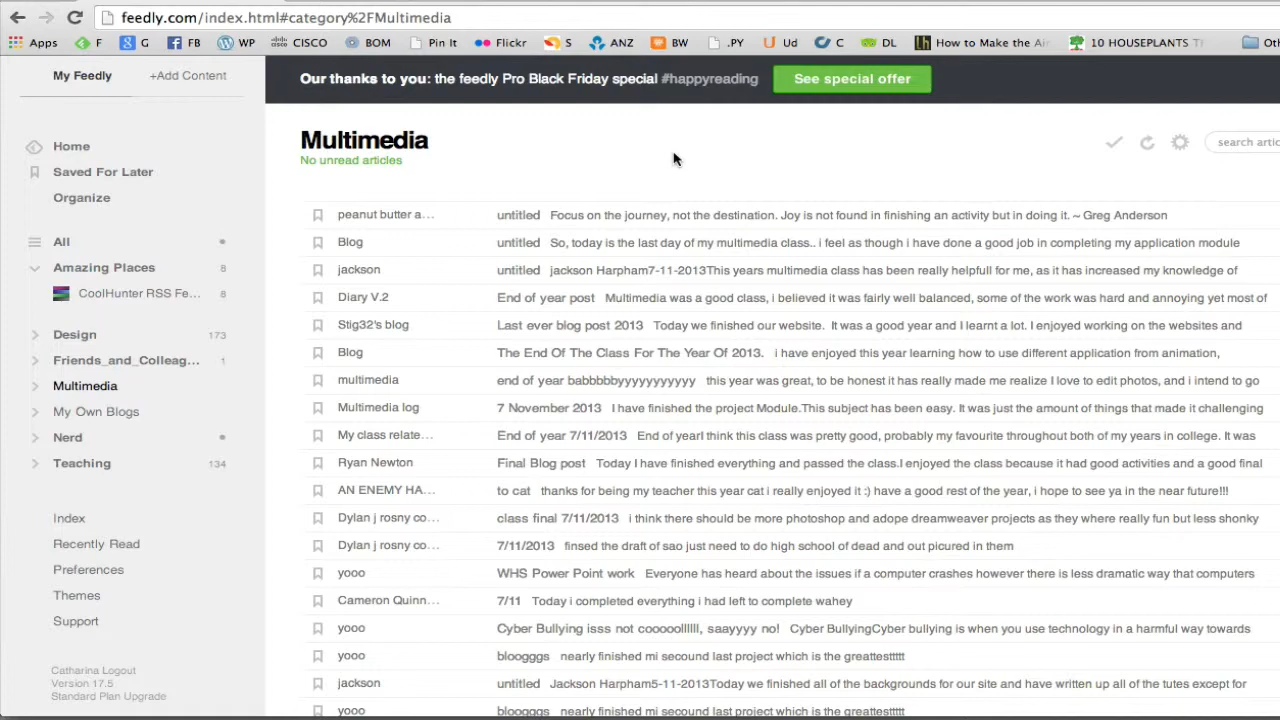 feedly.com/index.html#category%2FMultimedia
Apps F G FB WP CISCO BOM Pin It Flickr S ANZ BW .PY Ud C DL How to Make the Air 10 HOUSEPLANTS T Oth
My Feedly +Add Content
Our thanks to you: the feedly Pro Black Friday special #happyreading See special offer
Home
Saved For Later
Organize
All
Amazing Places 8
CoolHunter RSS Fe... 8
Design 173
Friends_and_Colleag... 1
Multimedia
My Own Blogs
Nerd
Teaching 134
Index
Recently Read
Preferences
Themes
Support
Catharina Logout
Version 17.5
Standard Plan Upgrade
Multimedia
No unread articles
search artic
peanut butter a... untitled Focus on the journey, not the destination. Joy is not found in finishing an activity but in doing it. ~ Greg Anderson
Blog untitled So, today is the last day of my multimedia class.. i feel as though i have done a good job in completing my application module
jackson untitled jackson Harpham7-11-2013This years multimedia class has been really helpfull for me, as it has increased my knowledge of
Diary V.2 End of year post Multimedia was a good class, i believed it was fairly well balanced, some of the work was hard and annoying yet most of
Stig32's blog Last ever blog post 2013 Today we finished our website. It was a good year and I learnt a lot. I enjoyed working on the websites and
Blog The End Of The Class For The Year Of 2013. i have enjoyed this year learning how to use different application from animation,
multimedia end of year babbbbbyyyyyyyyyyy this year was great, to be honest it has really made me realize I love to edit photos, and i intend to go
Multimedia log 7 November 2013 I have finished the project Module.This subject has been easy. It was just the amount of things that made it challenging
My class relate... End of year 7/11/2013 End of yearI think this class was pretty good, probably my favourite throughout both of my years in college. It was
Ryan Newton Final Blog post Today I have finished everything and passed the class.I enjoyed the class because it had good activities and a good final
AN ENEMY HA... to cat thanks for being my teacher this year cat i really enjoyed it :) have a good rest of the year, i hope to see ya in the near future!!!
Dylan j rosny co... class final 7/11/2013 i think there should be more photoshop and adope dreamweaver projects as they where really fun but less shonky
Dylan j rosny co... 7/11/2013 finsed the draft of sao just need to do high school of dead and out picured in them
yooo WHS Power Point work Everyone has heard about the issues if a computer crashes however there is less dramatic way that computers
Cameron Quinn... 7/11 Today i completed everything i had left to complete wahey
yooo Cyber Bullying isss not cooooollllll, saayyyy no! Cyber BullyingCyber bullying is when you use technology in a harmful way towards
yooo bloogggs nearly finished mi secound last project which is the greattesttttt
jackson untitled Jackson Harpham5-11-2013Today we finished all of the backgrounds for our site and have written up all of the tutes except for
yooo bloogggs nearly finished mi secound last project which is the greattesttttt